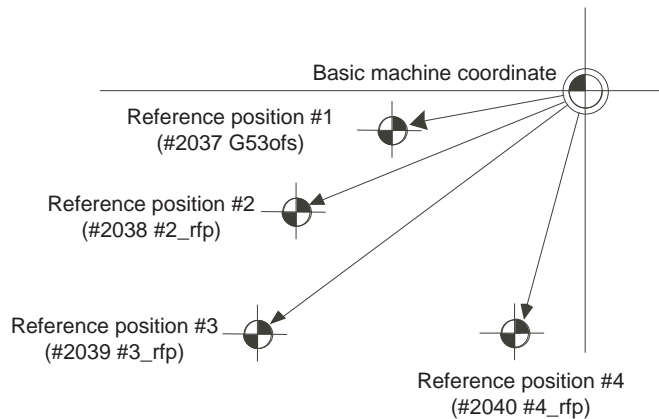 Basic machine coordinate
Reference position #1
(#2037 G53ofs)
Reference position #2
(#2038 #2_rfp)
Reference position #3
(#2039 #3_rfp)
Reference position #4
(#2040 #4_rfp)